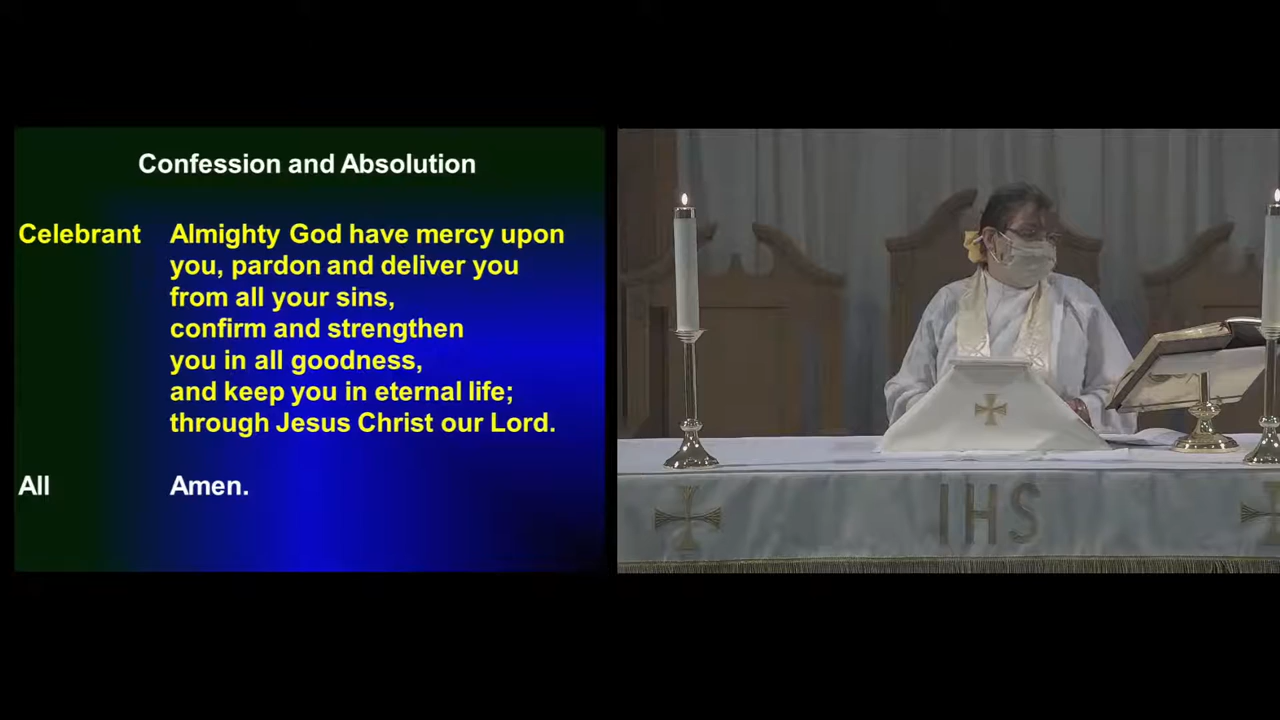 Confession and Absolution
Celebrant Almighty God have mercy upon
you, pardon and deliver you
from all your sins,
confirm and strengthen
you in all goodness,
and keep you in eternal life;
through Jesus Christ our Lord.
All Amen.
IHS